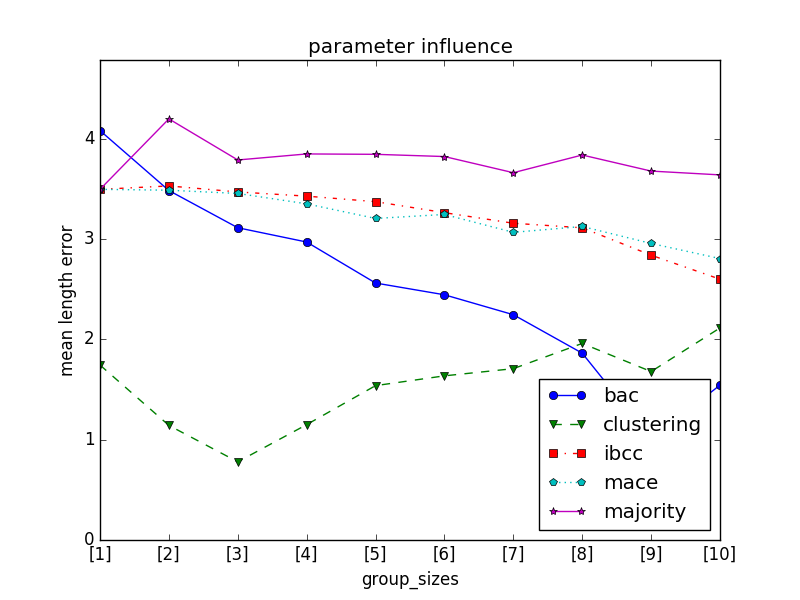 parameter influence
mean length error
4
3
2
1
0
[1] [2] [3] [4] [5] [6] [7] [8] [9] [10]
group_sizes
bac
clustering
ibcc
mace
majority